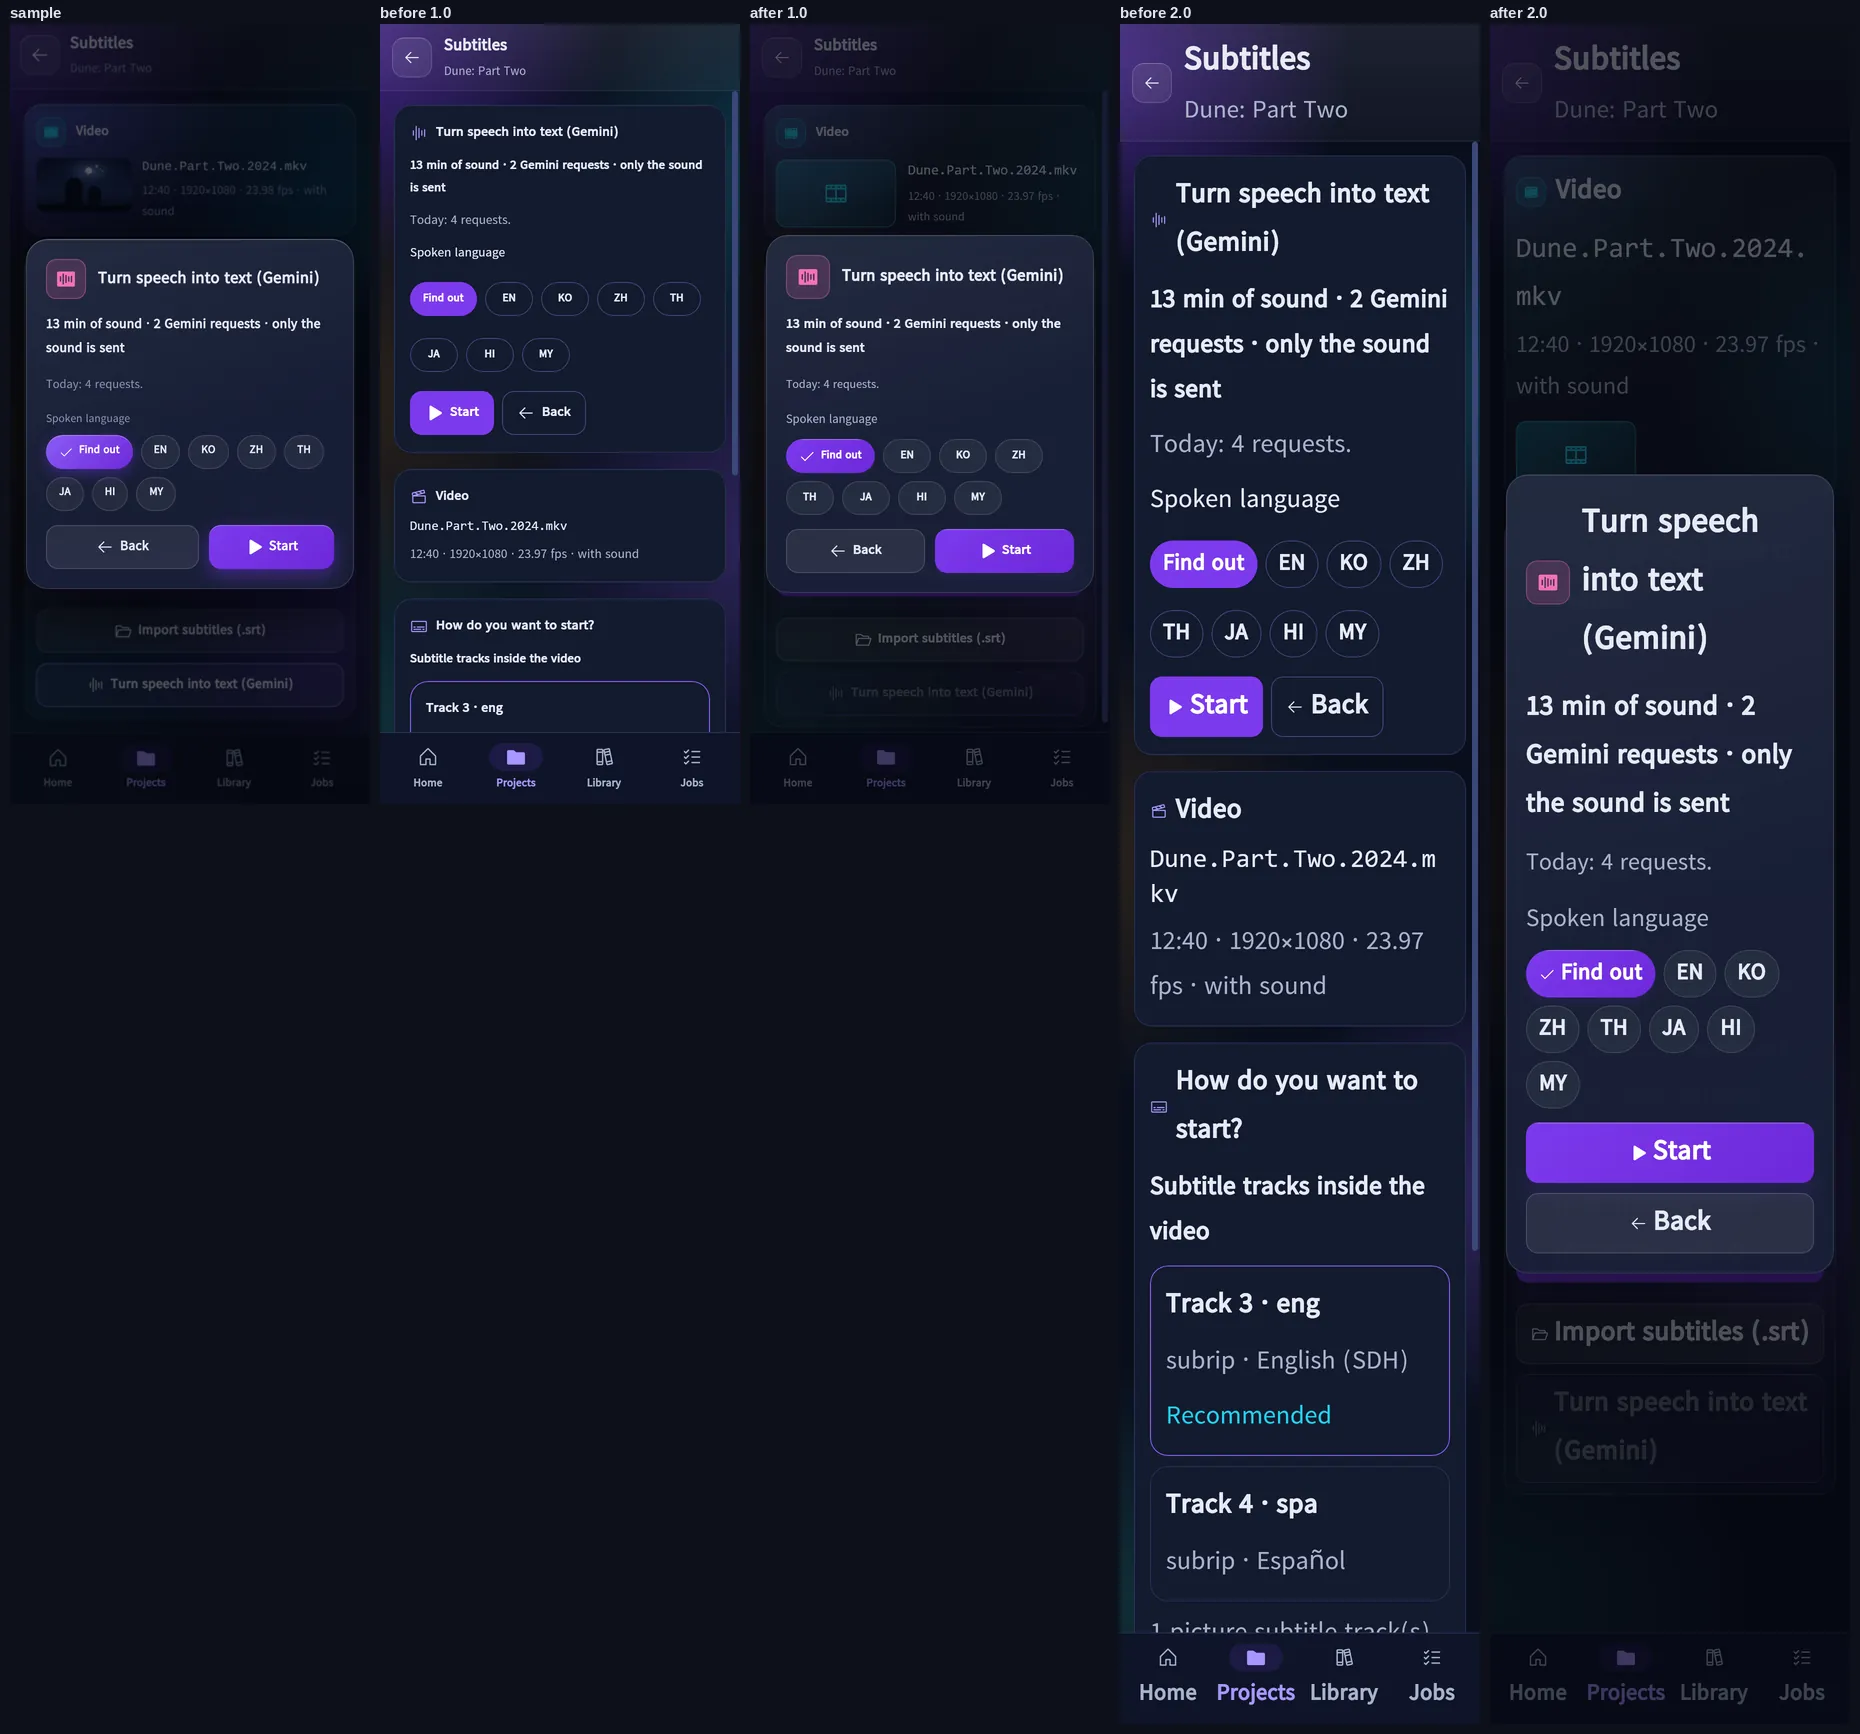 sample
Subtitles
Dune: Part Two
Video
Dune.Part.Two.2024.mkv
12:40 · 1920×1080 · 23.98 fps · with
sound
Turn speech into text (Gemini)
13 min of sound · 2 Gemini requests · only the
sound is sent
Today: 4 requests.
Spoken language
Find out EN KO ZH TH
JA HI MY
Back Start
Import subtitles (.srt)
Turn speech into text (Gemini)
Home Projects Library Jobs
before 1.0
Subtitles
Dune: Part Two
Turn speech into text (Gemini)
13 min of sound · 2 Gemini requests · only the sound
is sent
Today: 4 requests.
Spoken language
Find out EN KO ZH TH
JA HI MY
Start Back
Video
Dune.Part.Two.2024.mkv
12:40 · 1920×1080 · 23.97 fps · with sound
How do you want to start?
Subtitle tracks inside the video
Track 3 · eng
Home Projects Library Jobs
after 1.0
Subtitles
Dune: Part Two
Video
Dune.Part.Two.2024.mkv
12:40 · 1920×1080 · 23.97 fps ·
with sound
Turn speech into text (Gemini)
13 min of sound · 2 Gemini requests · only the
sound is sent
Today: 4 requests.
Spoken language
Find out EN KO ZH
TH JA HI MY
Back Start
Import subtitles (.srt)
Turn speech into text (Gemini)
Home Projects Library Jobs
before 2.0
Subtitles
Dune: Part Two
Turn speech into text
(Gemini)
13 min of sound · 2 Gemini
requests · only the sound
is sent
Today: 4 requests.
Spoken language
Find out EN KO ZH
TH JA HI MY
Start Back
Video
Dune.Part.Two.2024.m
kv
12:40 · 1920×1080 · 23.97
fps · with sound
How do you want to
start?
Subtitle tracks inside the
video
Track 3 · eng
subrip · English (SDH)
Recommended
Track 4 · spa
subrip · Español
1 picture subtitle track(s)
Home Projects Library Jobs
after 2.0
Subtitles
Dune: Part Two
Video
Dune.Part.Two.2024.
mkv
12:40 · 1920×1080 · 23.97 fps ·
with sound
Turn speech
into text
(Gemini)
13 min of sound · 2
Gemini requests · only
the sound is sent
Today: 4 requests.
Spoken language
Find out EN KO
ZH TH JA HI
MY
Start
Back
Import subtitles (.srt)
Turn speech into text
(Gemini)
Home Projects Library Jobs